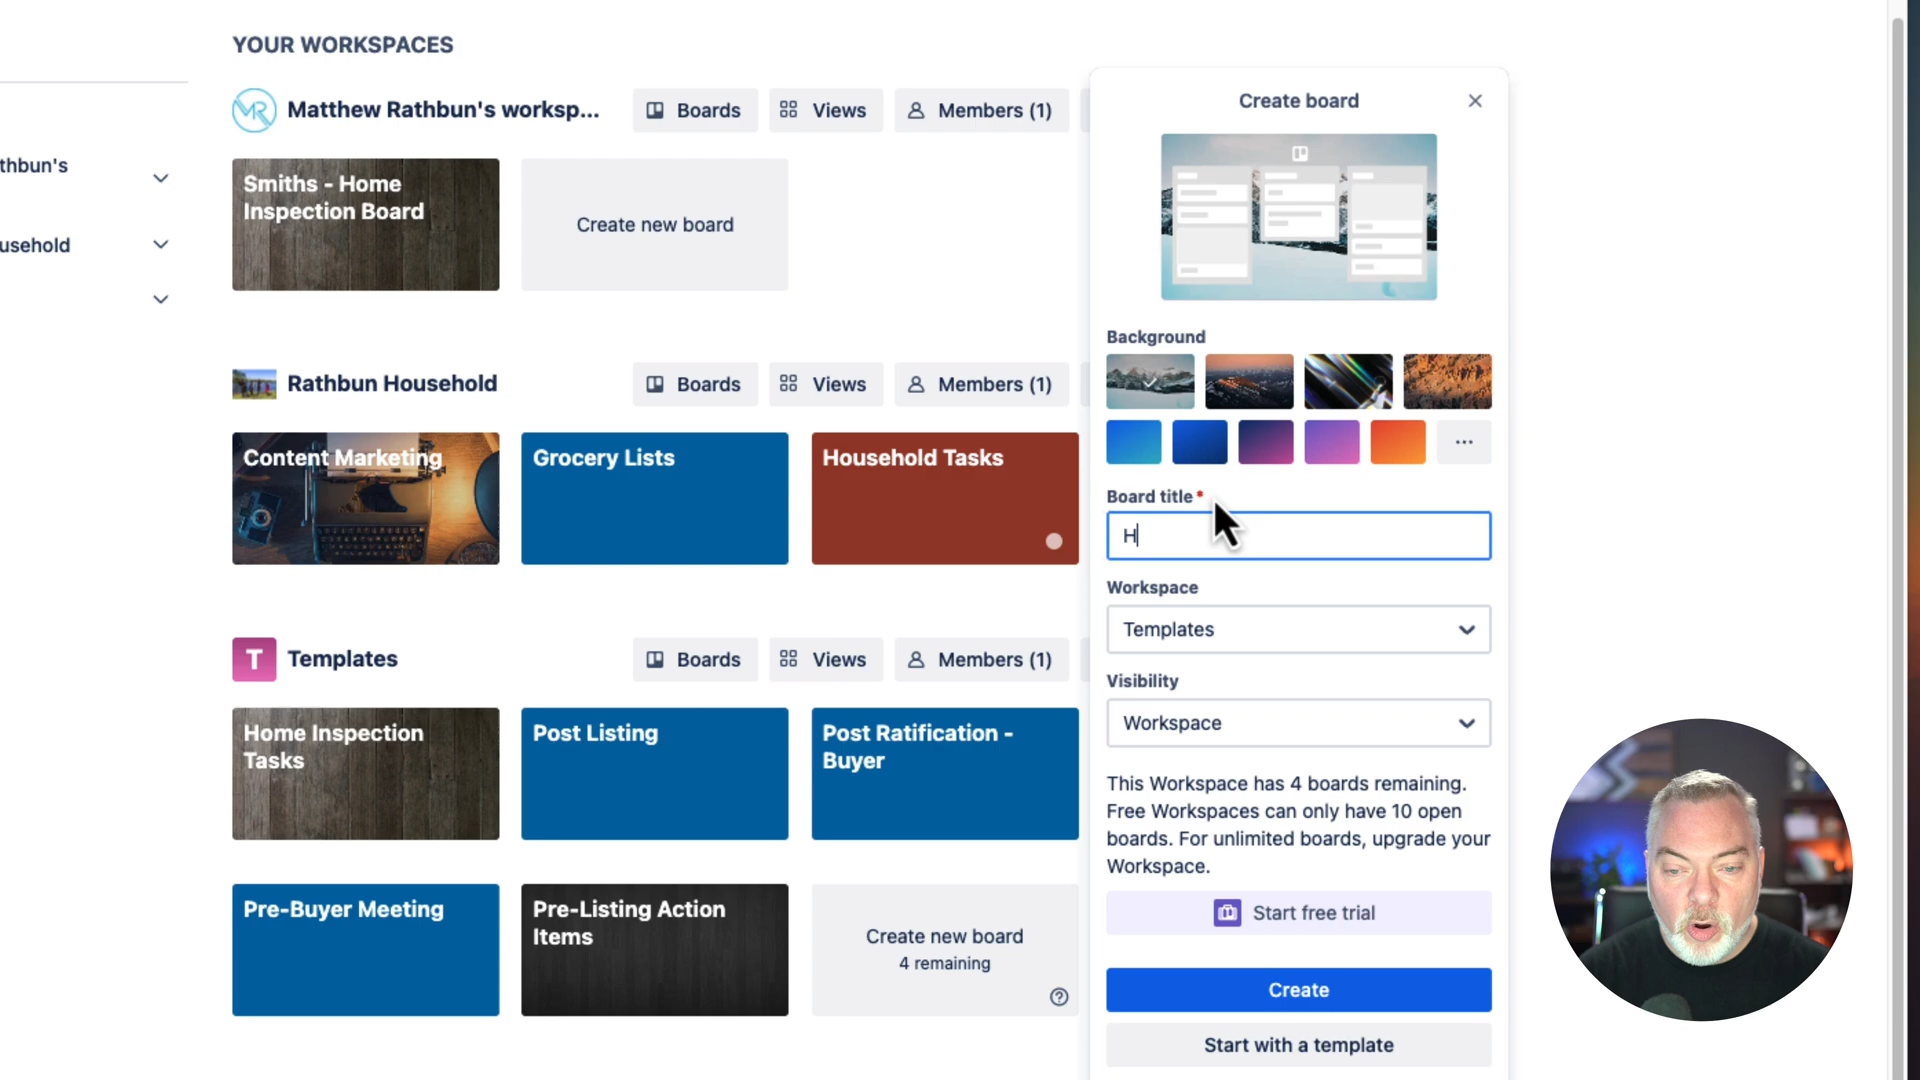 YOUR WORKSPACES
MR
Matthew Rathbun's worksp...
Boards
Views
Members (1)
thbun's
usehold
Smiths - Home
Inspection Board
Create new board
Rathbun Household
Boards
Views
Members (1)
Content Marketing
Grocery Lists
Household Tasks
T
Templates
Boards
Views
Members (1)
Home Inspection
Tasks
Post Listing
Post Ratification -
Buyer
Pre-Buyer Meeting
Pre-Listing Action
Items
Create new board
4 remaining
Create board
Background
Board title *
H
Workspace
Templates
Visibility
Workspace
This Workspace has 4 boards remaining.
Free Workspaces can only have 10 open
boards. For unlimited boards, upgrade your
Workspace.
Start free trial
Create
Start with a template